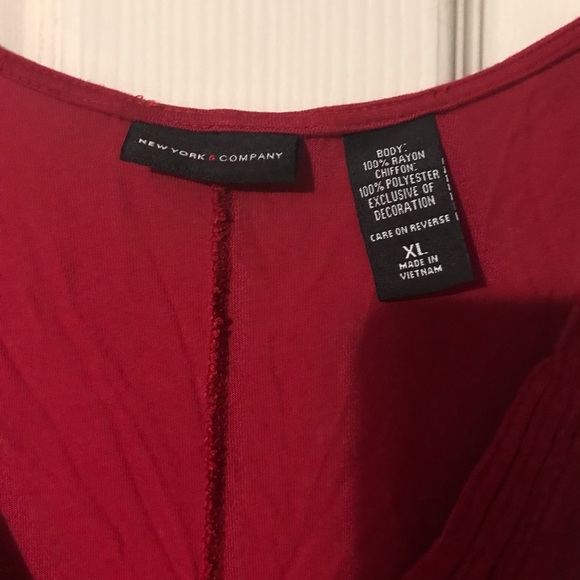 NEW YORK & COMPANY
BODY:
100% RAYON
CHIFFON:
100% POLYESTER
EXCLUSIVE OF
DECORATION
CARE ON REVERSE
XL
MADE IN
VIETNAM